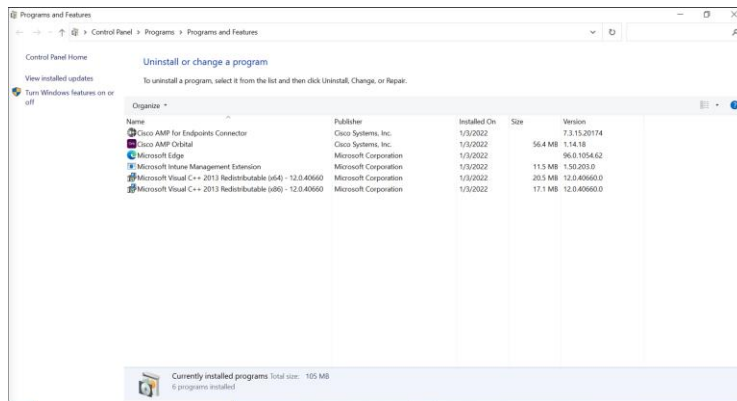 Programs and Features
Control Panel > Programs > Programs and Features
Control Panel Home
View installed updates
Turn Windows features on or off
Uninstall or change a program
To uninstall a program, select it from the list and then click Uninstall, Change, or Repair.
Organize
Name Publisher Installed On Size Version
Cisco AMP for Endpoints Connector Cisco Systems, Inc. 1/3/2022 7.3.15.20174
Cisco AMP Orbital Cisco Systems, Inc. 1/3/2022 56.4 MB 1.14.18
Microsoft Edge Microsoft Corporation 1/3/2022 96.0.1054.62
Microsoft Intune Management Extension Microsoft Corporation 1/3/2022 11.5 MB 1.50.203.0
Microsoft Visual C++ 2013 Redistributable (x64) - 12.0.40660 Microsoft Corporation 1/3/2022 20.5 MB 12.0.40660.0
Microsoft Visual C++ 2013 Redistributable (x86) - 12.0.40660 Microsoft Corporation 1/3/2022 17.1 MB 12.0.40660.0
Currently installed programs Total size: 105 MB
6 programs installed